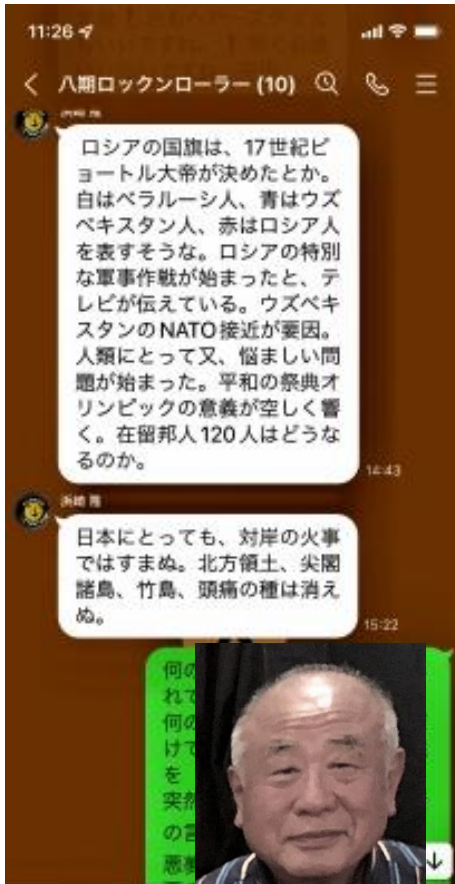 11:26
八期ロックンローラー (10)
ロシアの国旗は、17世紀ピ
ョートル大帝が決めたとか。
白はベラルーシ人、青はウズ
ベキスタン人、赤はロシア人
を表すそうな。ロシアの特別
な軍事作戦が始まったと、テ
レビが伝えている。ウズベキ
スタンのNATO接近が要因。
人類にとって又、悩ましい問
題が始まった。平和の祭典オ
リンピックの意義が空しく響
く。在留邦人120人はどうな
るのか。
14:43
浜崎 隆
日本にとっても、対岸の火事
ではすまぬ。北方領土、尖閣
諸島、竹島、頭痛の種は消え
ぬ。
15:22
何の
れて
何の
けて
を
突然
の言